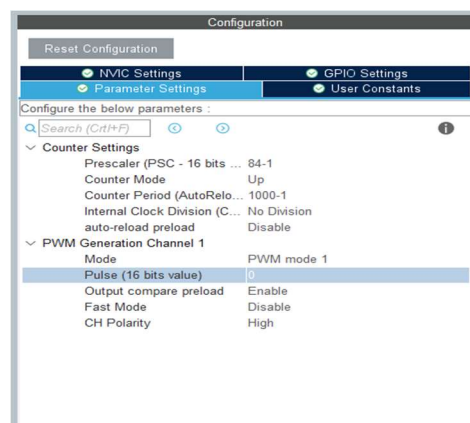 Configuration
Reset Configuration
NVIC Settings
GPIO Settings
Parameter Settings
User Constants
Configure the below parameters :
Search (Crtl+F)
Counter Settings
Prescaler (PSC - 16 bits ... 84-1
Counter Mode Up
Counter Period (AutoRelo... 1000-1
Internal Clock Division (C... No Division
auto-reload preload Disable
PWM Generation Channel 1
Mode PWM mode 1
Pulse (16 bits value) 0
Output compare preload Enable
Fast Mode Disable
CH Polarity High